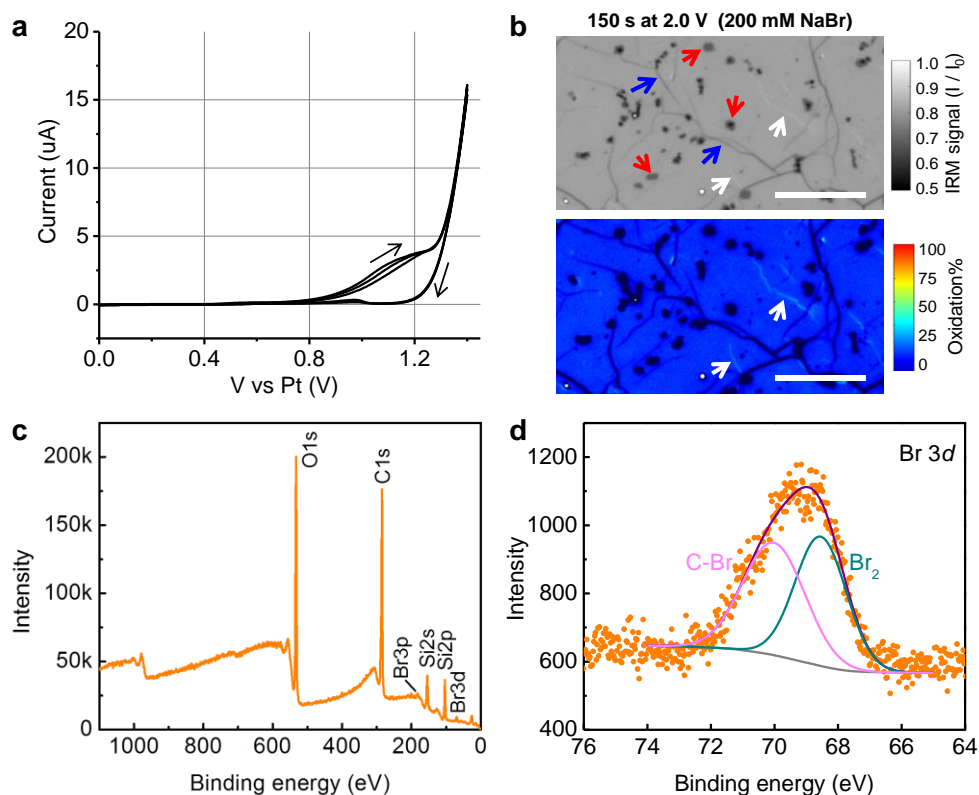 a
20
15
10
5
0
Current (uA)
0.0 0.4 0.8 1.2
V vs Pt (V)
b
150 s at 2.0 V (200 mM NaBr)
1.0
0.9
0.8
0.7
0.6
0.5
IRM signal (I / I0)
100
75
50
25
0
Oxidation%
c
200k
150k
100k
50k
0
Intensity
O1s
C1s
Br3p
Si2s
Si2p
Br3d
1000 800 600 400 200 0
Binding energy (eV)
d
Br 3d
1200
1000
800
600
400
Intensity
C-Br
Br2
76 74 72 70 68 66 64
Binding energy (eV)